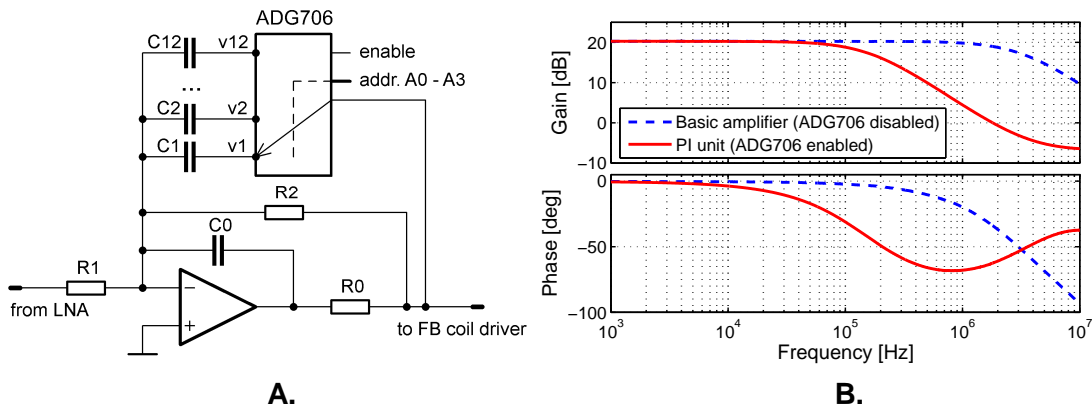 ADG706
C12
v12
enable
addr. A0 - A3
...
C2
v2
C1
v1
R2
C0
R1
−
+
R0
from LNA
to FB coil driver
A.
B.
20
10
0
−10
Gain [dB]
Basic amplifier (ADG706 disabled)
PI unit (ADG706 enabled)
0
−50
−100
Phase [deg]
10^3
10^4
10^5
10^6
10^7
Frequency [Hz]
A.
B.